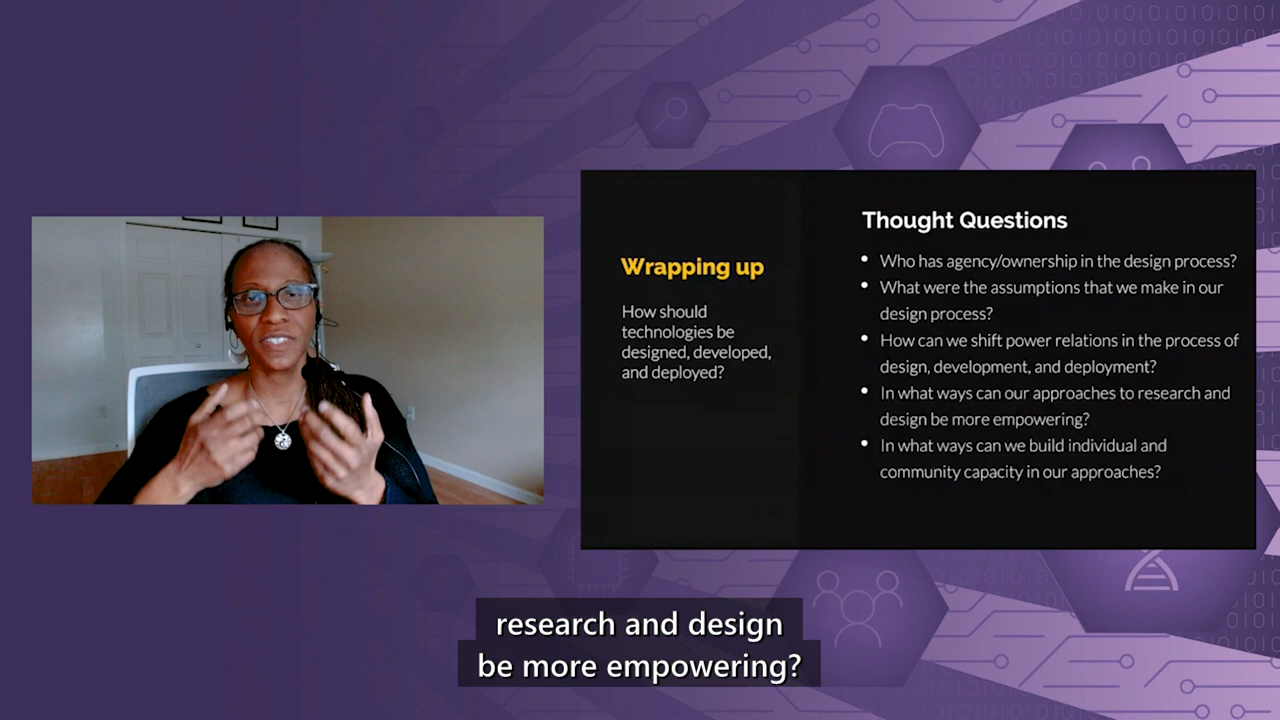 Wrapping up
How should
technologies be
designed, developed,
and deployed?
Thought Questions
• Who has agency/ownership in the design process?
• What were the assumptions that we make in our
design process?
• How can we shift power relations in the process of
design, development, and deployment?
• In what ways can our approaches to research and
design be more empowering?
• In what ways can we build individual and
community capacity in our approaches?
research and design
be more empowering?